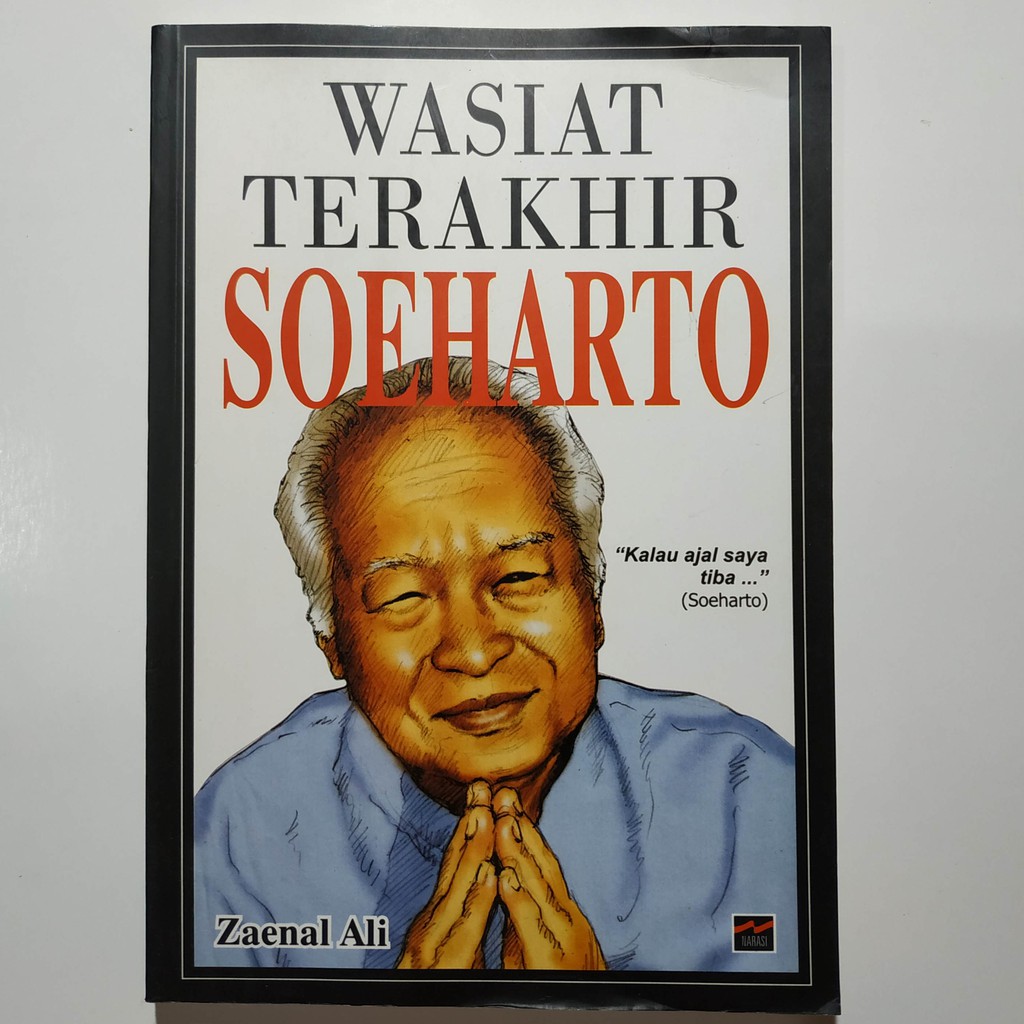 WASIAT
TERAKHIR
SOEHARTO
“Kalau ajal saya
tiba ...”
(Soeharto)
Zaenal Ali
NARASI